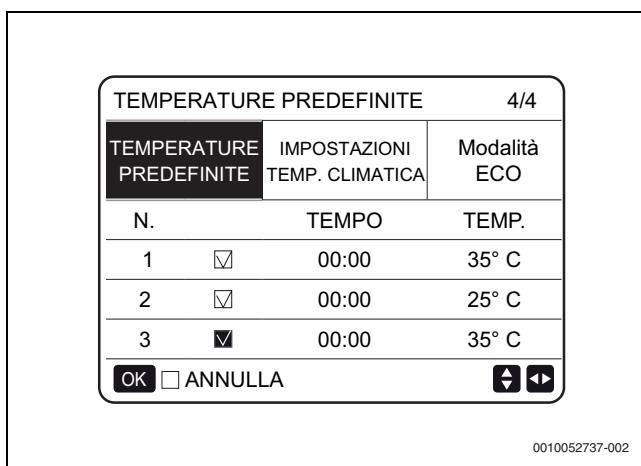 TEMPERATURE PREDEFINITE 4/4
TEMPERATURE PREDEFINITE IMPOSTAZIONI TEMP. CLIMATICA Modalità ECO
N. TEMPO TEMP.
1 00:00 35° C
2 00:00 25° C
3 00:00 35° C
OK ANNULLA
0010052737-002